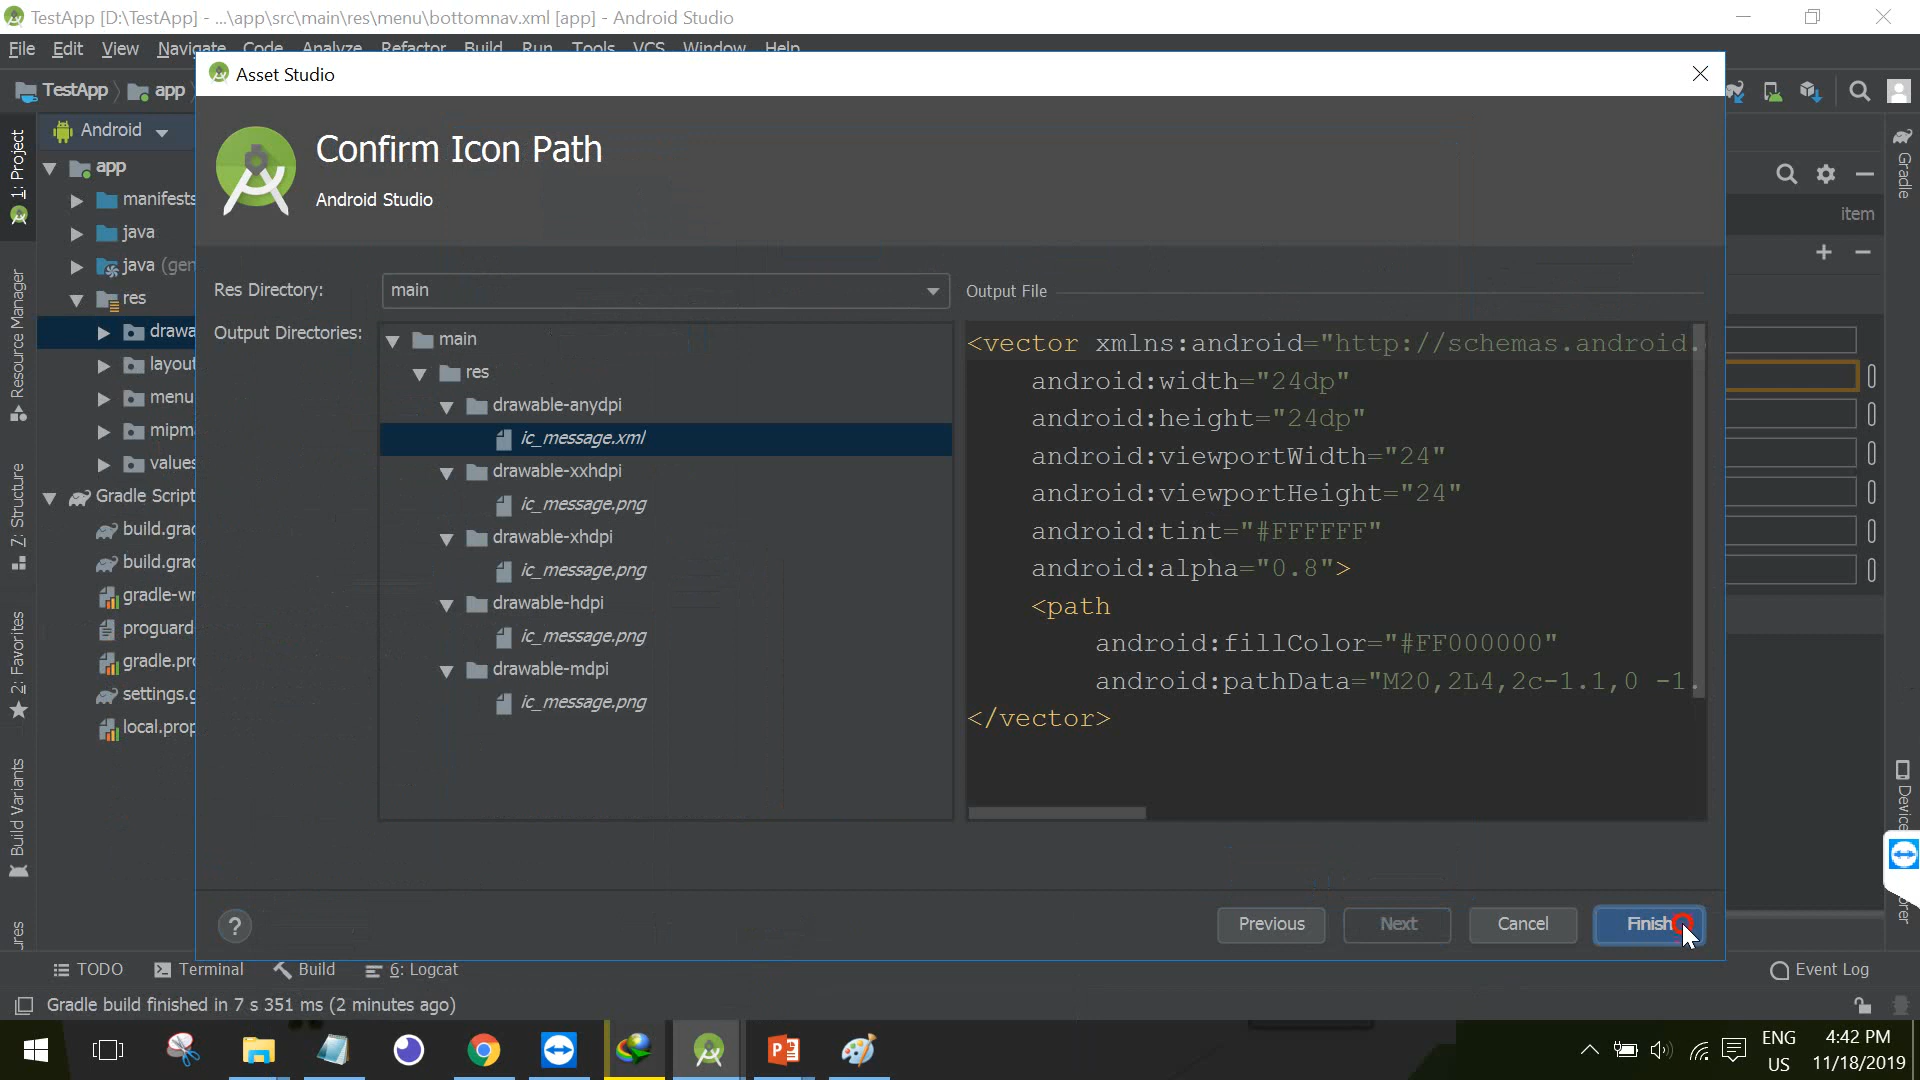 TestApp [D:\TestApp] - ...\app\src\main\res\menu\bottomnav.xml [app] - Android Studio
File Edit View Navigate Code Analyze Refactor Build Run Tools VCS Window Help
Asset Studio
TestApp app
Confirm Icon Path
Android Studio
1: Project
Resource Manager
Z: Structure
2: Favorites
Build Variants
Android
app
manifests
java
java (gen
res
drawa
layout
menu
mipm
values
Gradle Script
build.grad
build.grad
gradle-wr
proguard
gradle.pro
settings.g
local.prop
Res Directory:
main
Output Directories:
main
res
drawable-anydpi
ic_message.xml
drawable-xxhdpi
ic_message.png
drawable-xhdpi
ic_message.png
drawable-hdpi
ic_message.png
drawable-mdpi
ic_message.png
Output File
<vector xmlns:android="http://schemas.android.
android:width="24dp"
android:height="24dp"
android:viewportWidth="24"
android:viewportHeight="24"
android:tint="#FFFFFF"
android:alpha="0.8">
<path
android:fillColor="#FF000000"
android:pathData="M20,2L4,2c-1.1,0 -1.
</vector>
item
Gradle
Device
orer
?
Previous
Next
Cancel
Finish
TODO
Terminal
Build
6: Logcat
Event Log
Gradle build finished in 7 s 351 ms (2 minutes ago)
ENG
US
4:42 PM
11/18/2019